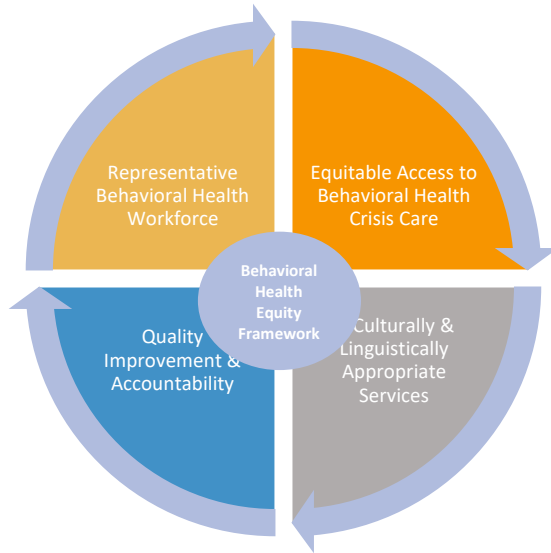 Representative
Behavioral Health
Workforce
Equitable Access to
Behavioral Health
Crisis Care
Behavioral
Health
Equity
Framework
Quality
Improvement &
Accountability
Culturally &
Linguistically
Appropriate
Services